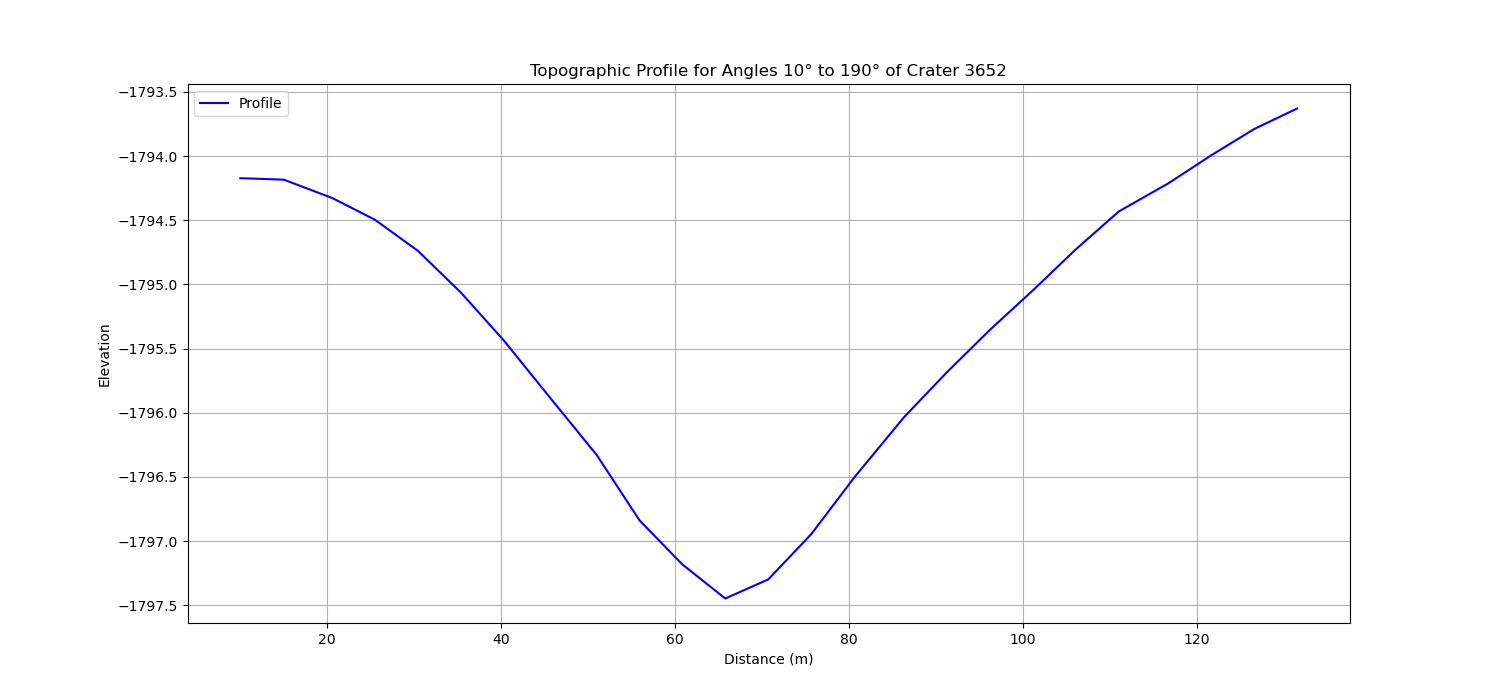 Topographic Profile for Angles 10° to 190° of Crater 3652
Profile
−1793.5
−1794.0
−1794.5
−1795.0
−1795.5
−1796.0
−1796.5
−1797.0
−1797.5
Elevation
20 40 60 80 100 120
Distance (m)